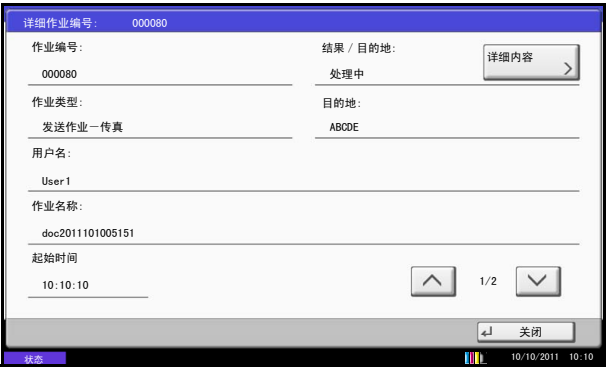 详细作业编号: 000080
作业编号:
000080
结果 / 目的地:
处理中
详细内容
作业类型:
发送作业－传真
目的地:
ABCDE
用户名:
User1
作业名称:
doc2011101005151
起始时间
10:10:10
1/2
关闭
状态
10/10/2011 10:10